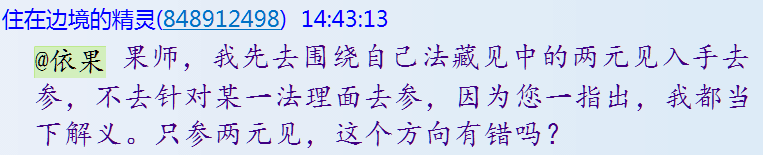 住在边境的精灵(848912498) 14:43:13
@依果 果师，我先去围绕自己法藏见中的两元见入手去
参，不去针对某一法理面去参，因为您一指出，我都当
下解义。只参两元见，这个方向有错吗？